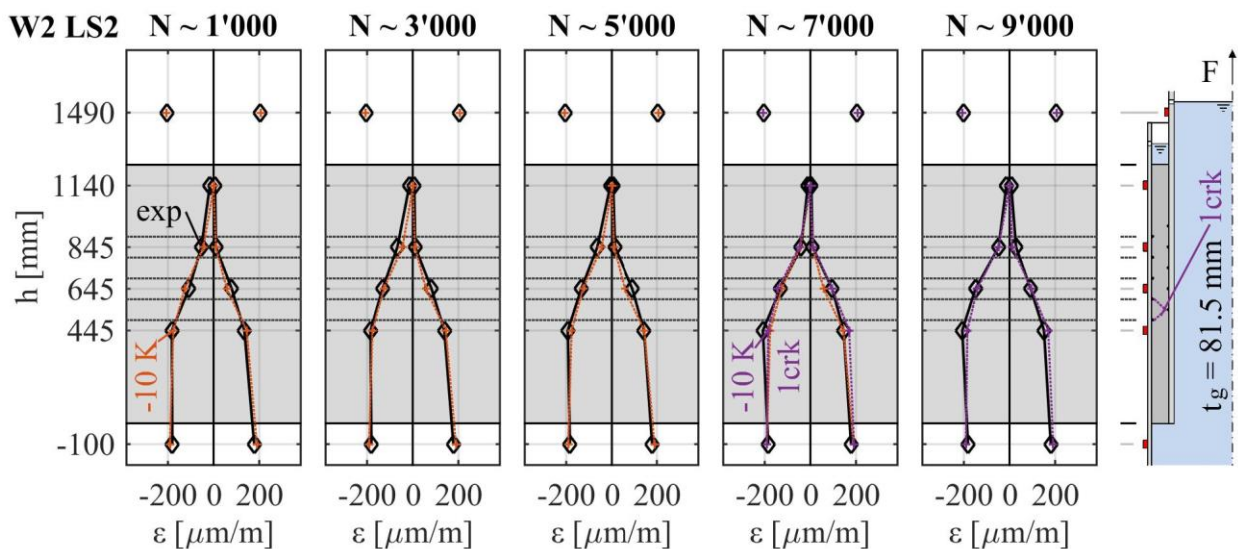 W2 LS2 N ~ 1'000 N ~ 3'000 N ~ 5'000 N ~ 7'000 N ~ 9'000
F
1490
1140
845
645
445
-100
h [mm]
exp
-10 K
-10 K
1crk
1crk
t_g = 81.5 mm
-200 0 200 -200 0 200 -200 0 200 -200 0 200 -200 0 200
ε [μm/m] ε [μm/m] ε [μm/m] ε [μm/m] ε [μm/m]